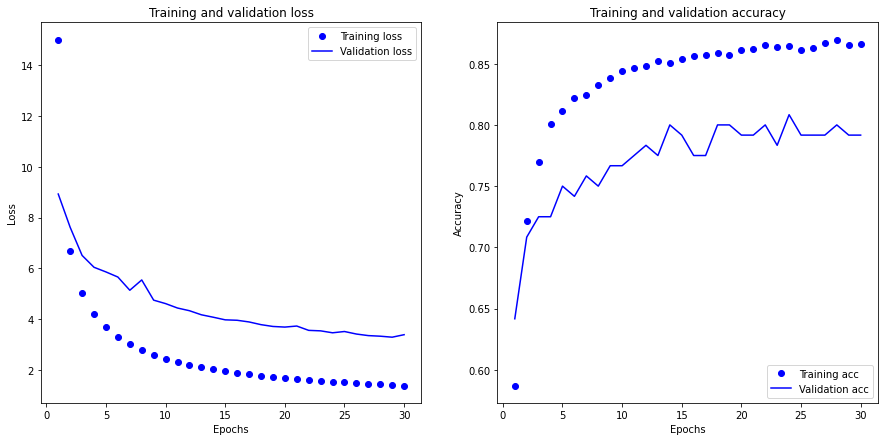 Training and validation loss
Training loss
Validation loss
14
12
10
8
6
4
2
Loss
0
5
10
15
20
25
30
Epochs
Training and validation accuracy
0.85
0.80
0.75
0.70
0.65
0.60
Accuracy
Training acc
Validation acc
0
5
10
15
20
25
30
Epochs